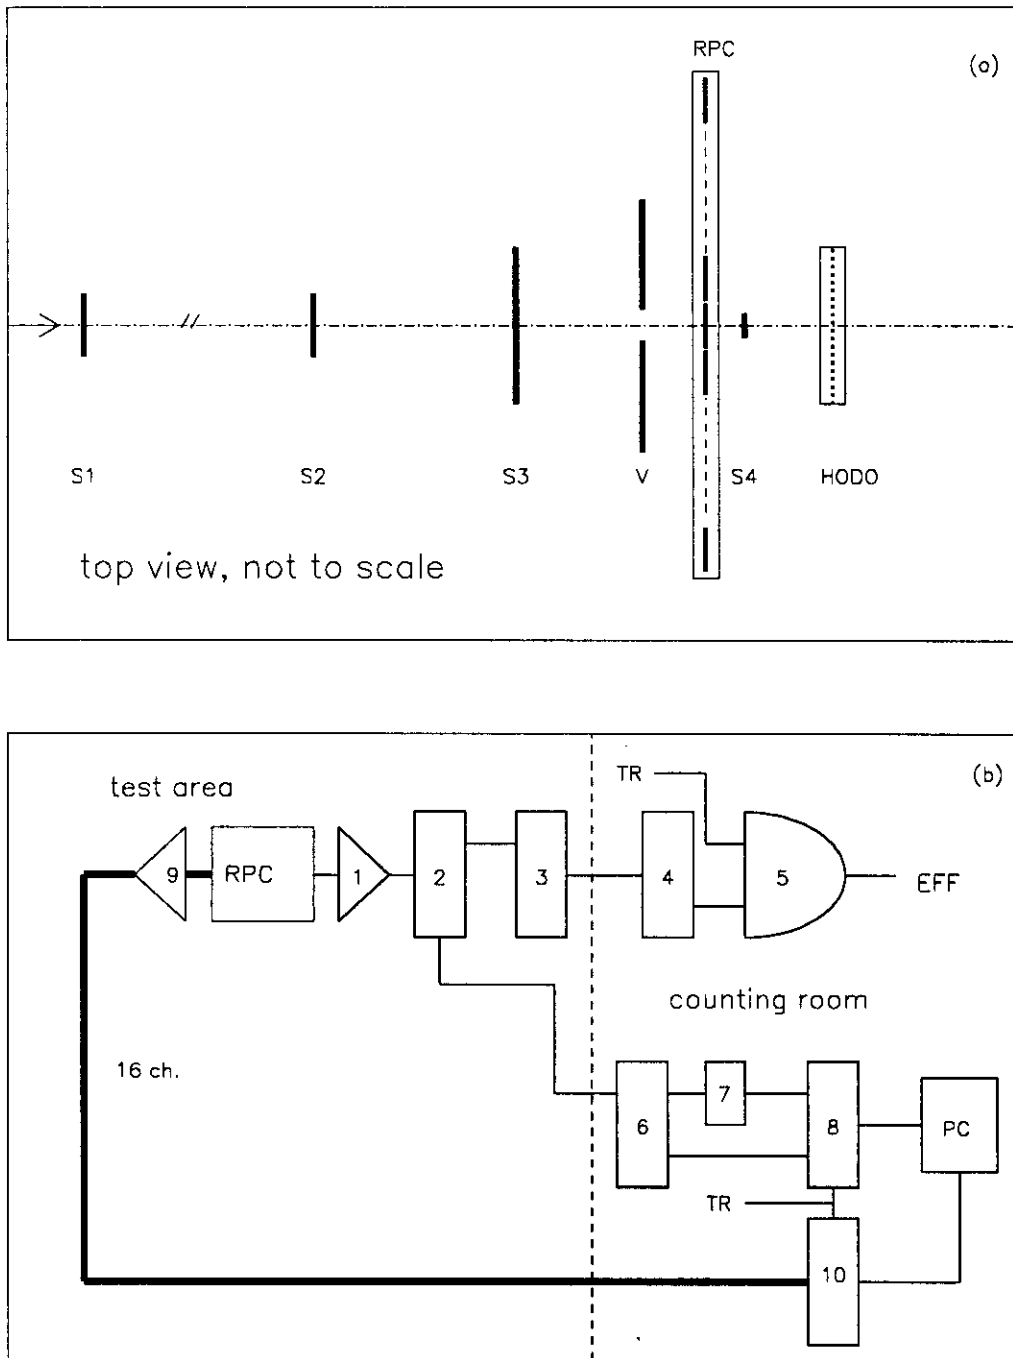 RPC
(a)
S1 S2 S3 V S4 HODO
top view, not to scale
(b)
test area
TR
9 RPC 1 2 3 4 5 EFF
counting room
16 ch.
6 7 8 PC
TR
10